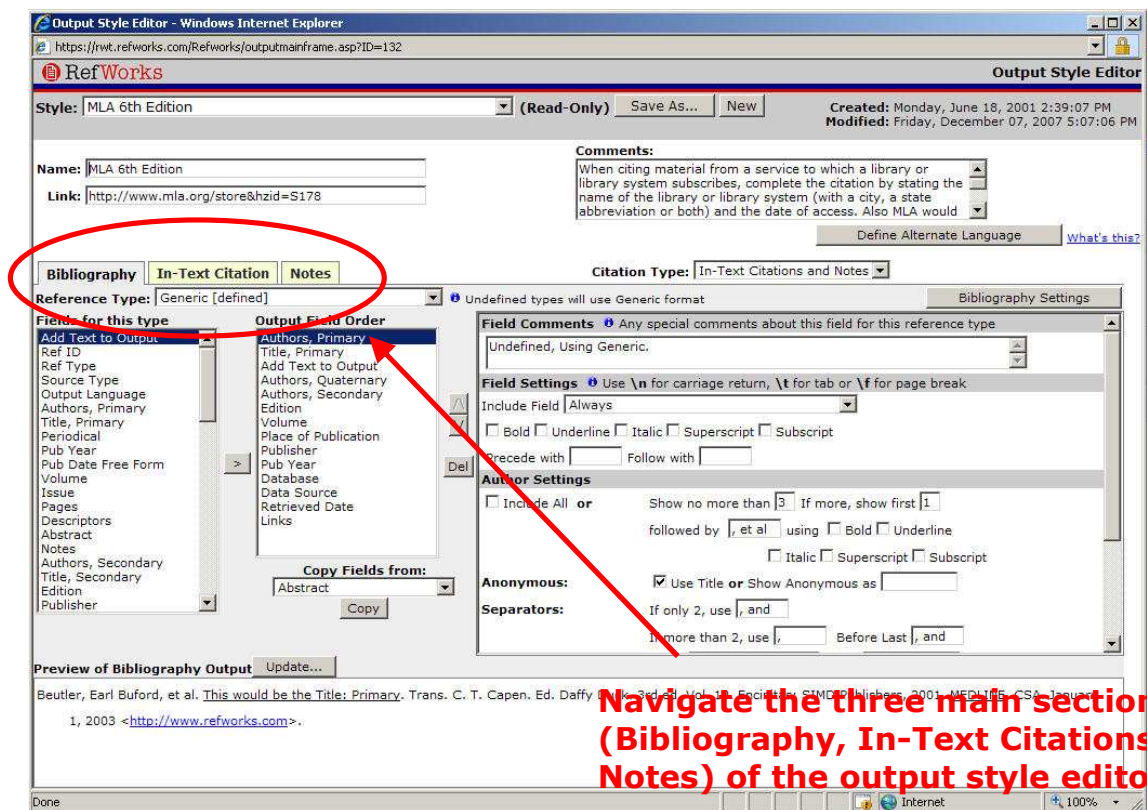 Output Style Editor - Windows Internet Explorer
https://rwt.refworks.com/Refworks/outputmainframe.asp?ID=132
RefWorks
Output Style Editor
Style: MLA 6th Edition (Read-Only) Save As... New
Created: Monday, June 18, 2001 2:39:07 PM
Modified: Friday, December 07, 2007 5:07:06 PM
Name: MLA 6th Edition
Link: http://www.mla.org/store&hzid=S178
Comments:
When citing material from a service to which a library or
library system subscribes, complete the citation by stating the
name of the library or library system (with a city, a state
abbreviation or both) and the date of access. Also MLA would
Define Alternate Language What's this?
Bibliography In-Text Citation Notes
Citation Type: In-Text Citations and Notes
Reference Type: Generic [defined] Undefined types will use Generic format Bibliography Settings
Fields for this type
Add Text to Output
Ref ID
Ref Type
Source Type
Output Language
Authors, Primary
Title, Primary
Periodical
Pub Year
Pub Date Free Form
Volume
Issue
Pages
Descriptors
Abstract
Notes
Authors, Secondary
Title, Secondary
Edition
Publisher
>
Output Field Order
Authors, Primary
Title, Primary
Add Text to Output
Authors, Quaternary
Authors, Secondary
Edition
Volume
Place of Publication
Publisher
Pub Year
Database
Data Source
Retrieved Date
Links
Del
Copy Fields from:
Abstract
Copy
Field Comments Any special comments about this field for this reference type
Undefined, Using Generic.
Field Settings Use \n for carriage return, \t for tab or \f for page break
Include Field Always
Bold Underline Italic Superscript Subscript
Precede with Follow with
Author Settings
Include All or Show no more than 3 If more, show first 1
followed by , et al using Bold Underline
Italic Superscript Subscript
Anonymous: Use Title or Show Anonymous as
Separators: If only 2, use , and
If more than 2, use , Before Last , and
Preview of Bibliography Output Update...
Beutler, Earl Buford, et al. This would be the Title: Primary. Trans. C. T. Capen. Ed. Daffy Duck. 3rd ed. Vol. SIMD Publishers, 2001. MEDLINE. CSA. January
1, 2003 <http://www.refworks.com>.
Navigate the three main section
(Bibliography, In-Text Citations
Notes) of the output style edito
Done Internet 100%